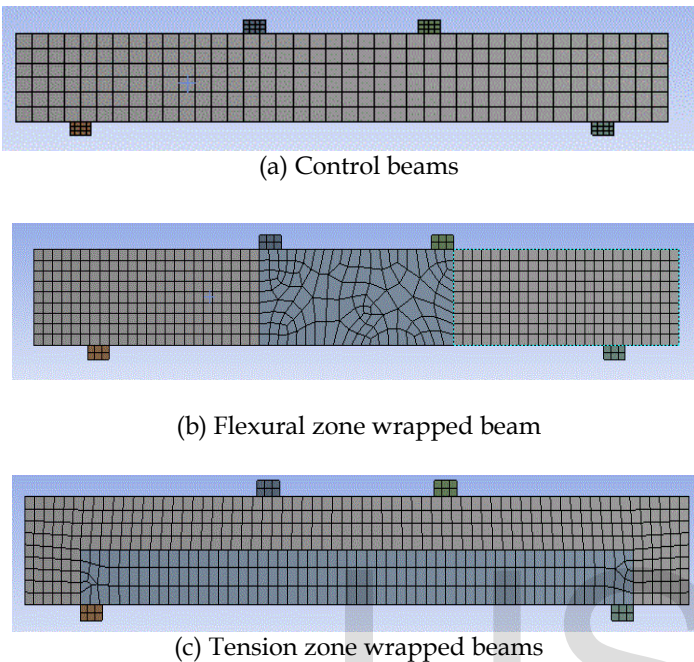 (a) Control beams
(b) Flexural zone wrapped beam
(c) Tension zone wrapped beams